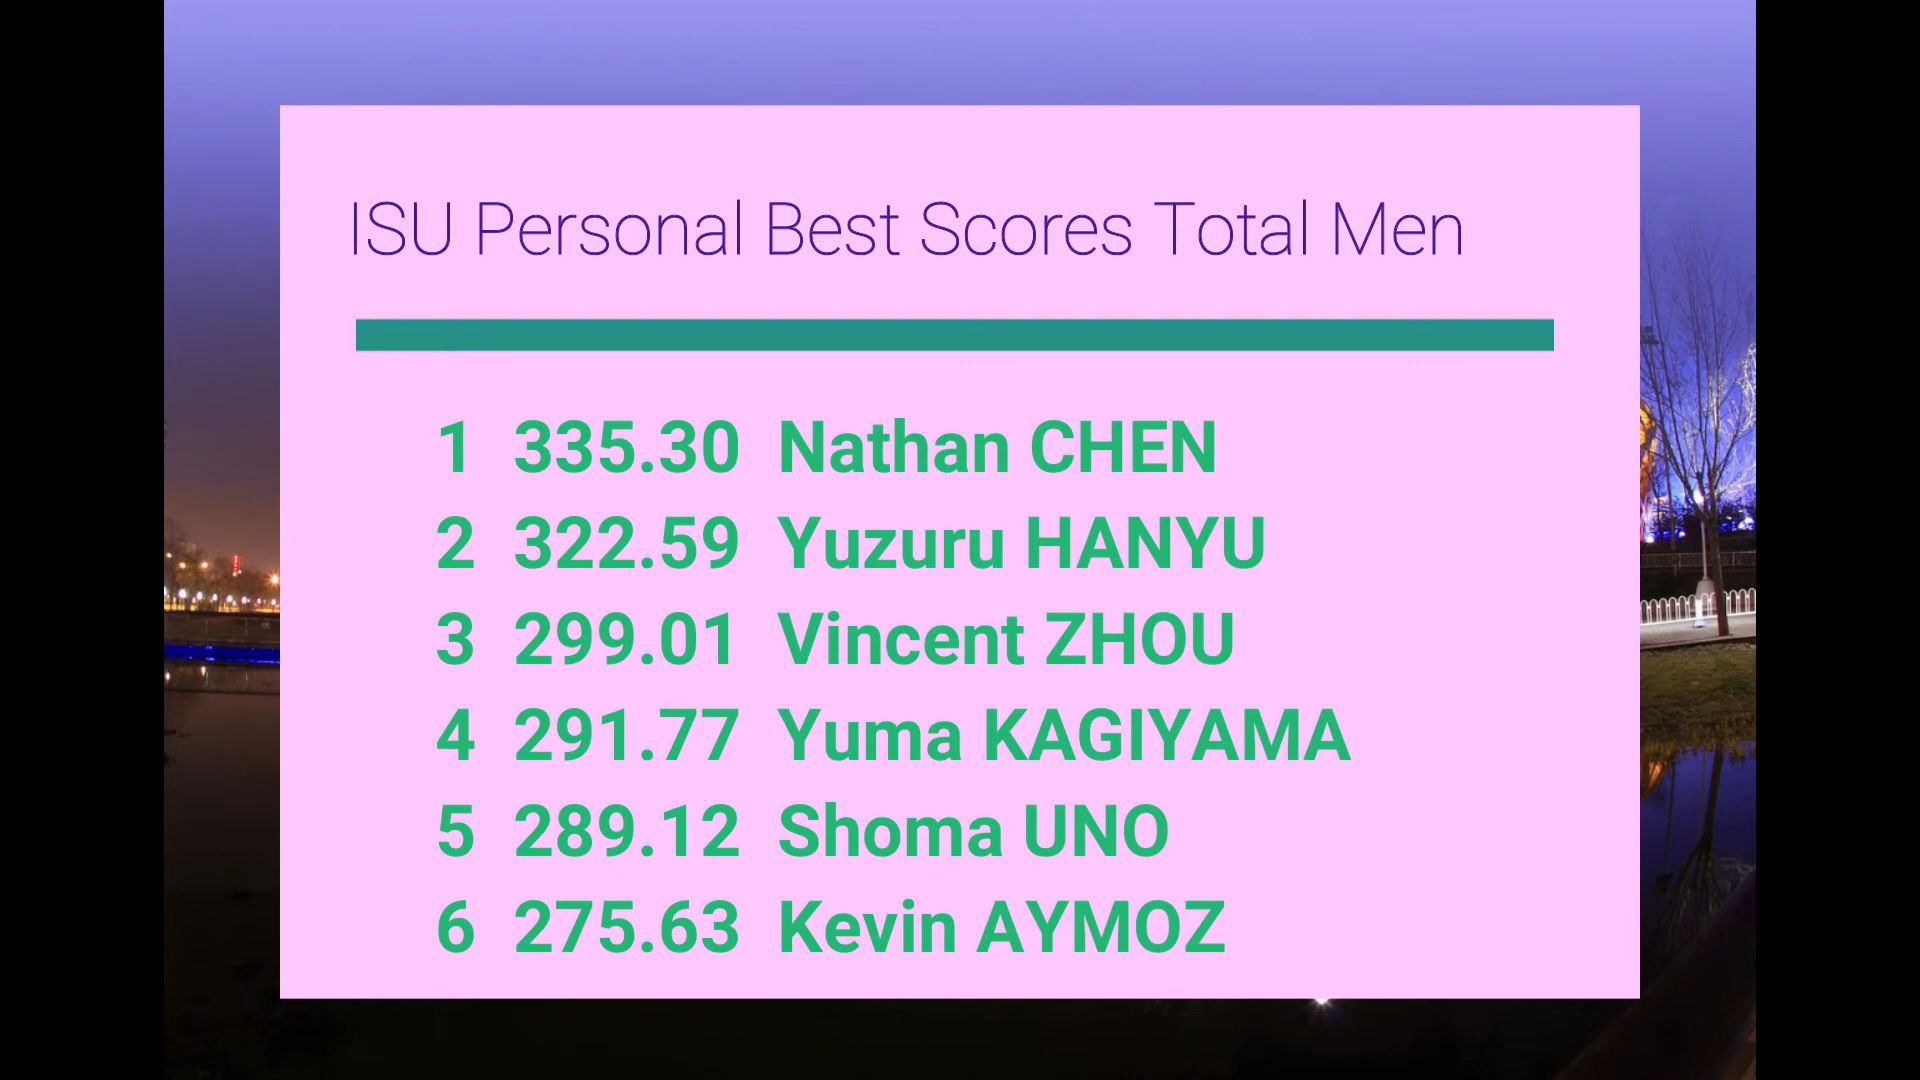 ISU Personal Best Scores Total Men
1 335.30 Nathan CHEN
2 322.59 Yuzuru HANYU
3 299.01 Vincent ZHOU
4 291.77 Yuma KAGIYAMA
5 289.12 Shoma UNO
6 275.63 Kevin AYMOZ